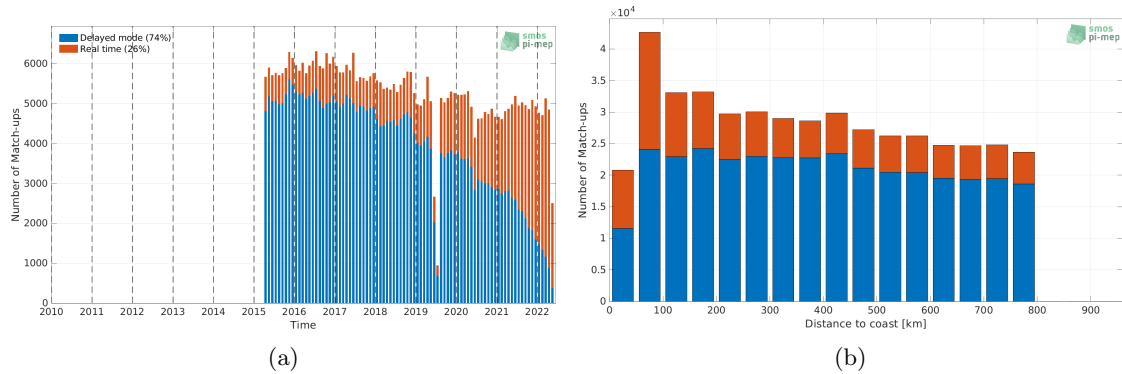 Delayed mode (74%)
Real time (26%)
smos
pi-mep
Number of Match-ups
6000
5000
4000
3000
2000
1000
0
2010 2011 2012 2013 2014 2015 2016 2017 2018 2019 2020 2021 2022
Time
(a)
×10⁴
smos
pi-mep
Number of Match-ups
4
3.5
3
2.5
2
1.5
1
0.5
0
0 100 200 300 400 500 600 700 800 900
Distance to coast [km]
(b)